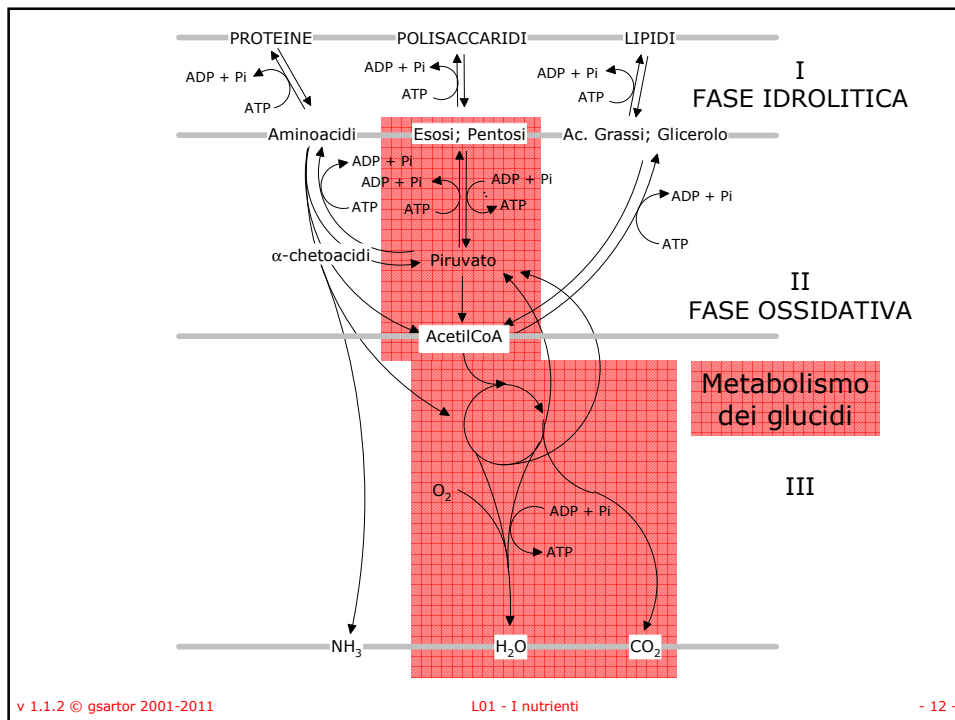 PROTEINE POLISACCARIDI LIPIDI
ADP + Pi ADP + Pi ADP + Pi
ATP ATP ATP
I
FASE IDROLITICA
Aminoacidi Esosi; Pentosi Ac. Grassi; Glicerolo
ADP + Pi
ADP + Pi ADP + Pi
ADP + Pi
ATP ATP ATP
ATP
α-chetoacidi Piruvato
II
FASE OSSIDATIVA
AcetilCoA
Metabolismo
dei glucidi
III
O₂
ADP + Pi
ATP
NH₃ H₂O CO₂
v 1.1.2 © gsartor 2001-2011 L01 - I nutrienti - 12 -